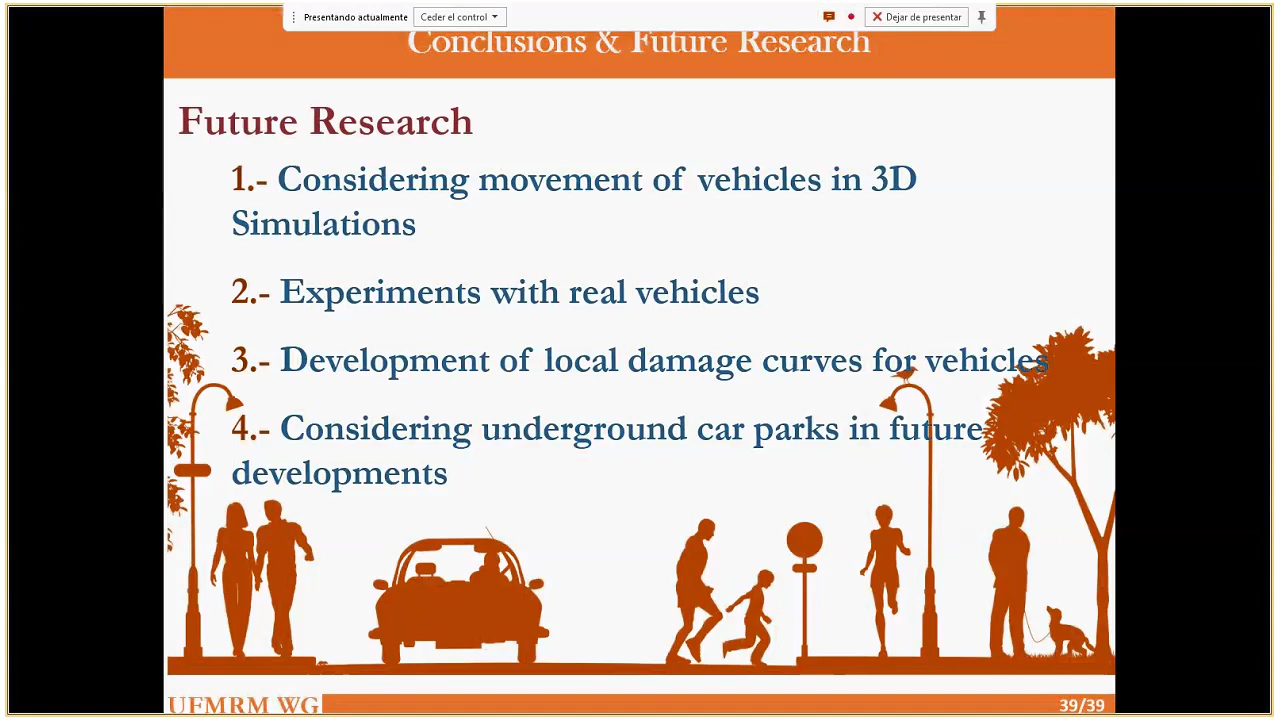 Presentando actualmente
Ceder el control
Dejar de presentar
Conclusions & Future Research
Future Research
1.- Considering movement of vehicles in 3D
Simulations
2.- Experiments with real vehicles
3.- Development of local damage curves for vehicles
4.- Considering underground car parks in future
developments
UFMRM WG
39/39